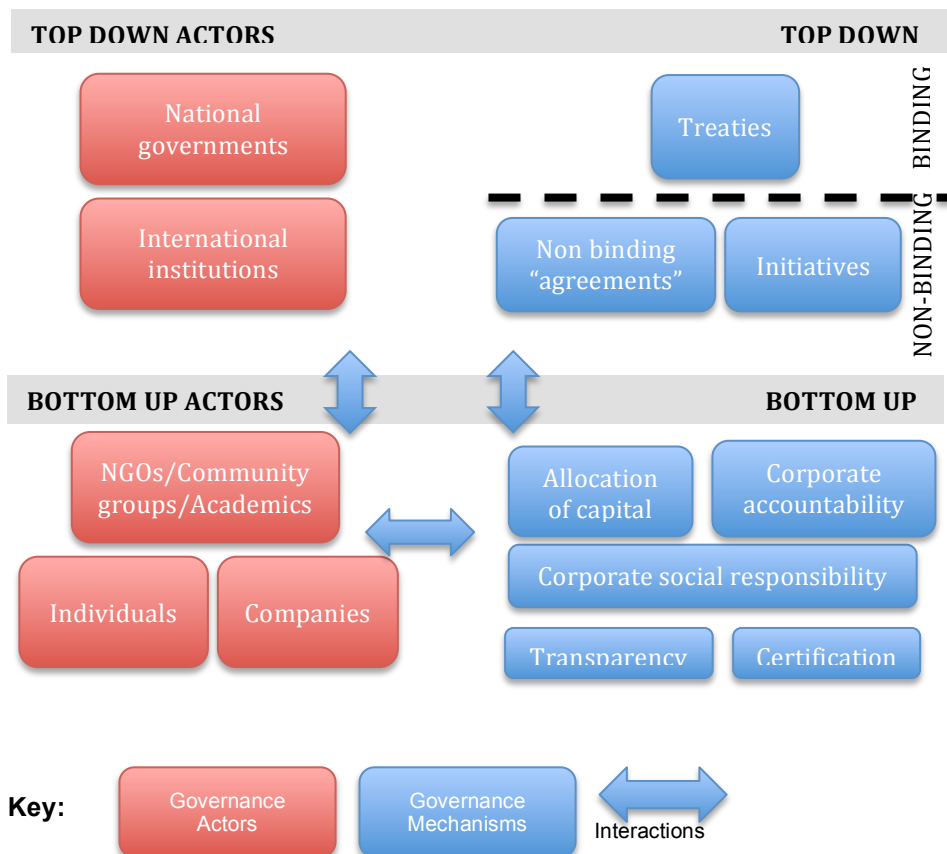 TOP DOWN ACTORS
TOP DOWN
National
governments
Treaties
BINDING
International
institutions
Non binding
“agreements”
Initiatives
NON-BINDING
BOTTOM UP ACTORS
BOTTOM UP
NGOs/Community
groups/Academics
Allocation
of capital
Corporate
accountability
Individuals
Companies
Corporate social responsibility
Transparency
Certification
Key:
Governance
Actors
Governance
Mechanisms
Interactions